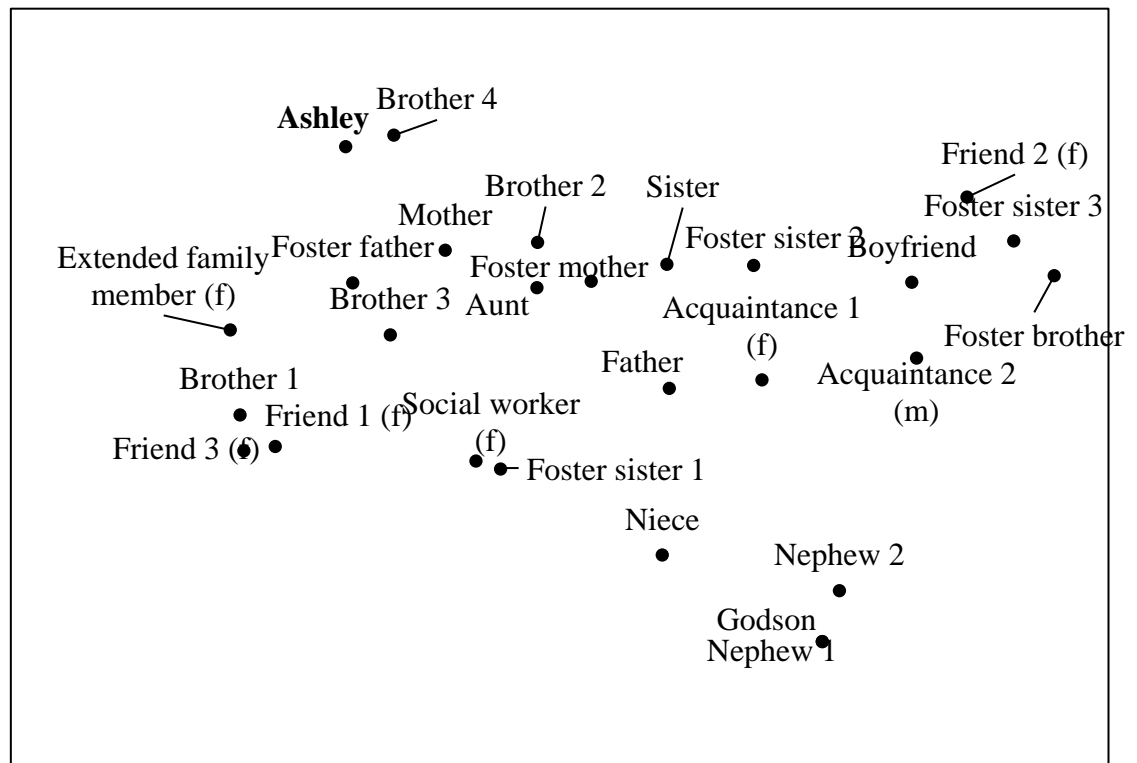 Brother 4
Ashley
Friend 2 (f)
Brother 2
Sister
Foster sister 3
Mother
Foster sister 2
Boyfriend
Foster father
Extended family
member (f)
Foster mother
Brother 3
Aunt
Acquaintance 1
(f)
Foster brother
Father
Acquaintance 2
(m)
Brother 1
Social worker
(f)
Friend 1 (f)
Friend 3 (f)
Foster sister 1
Niece
Nephew 2
Godson
Nephew 1